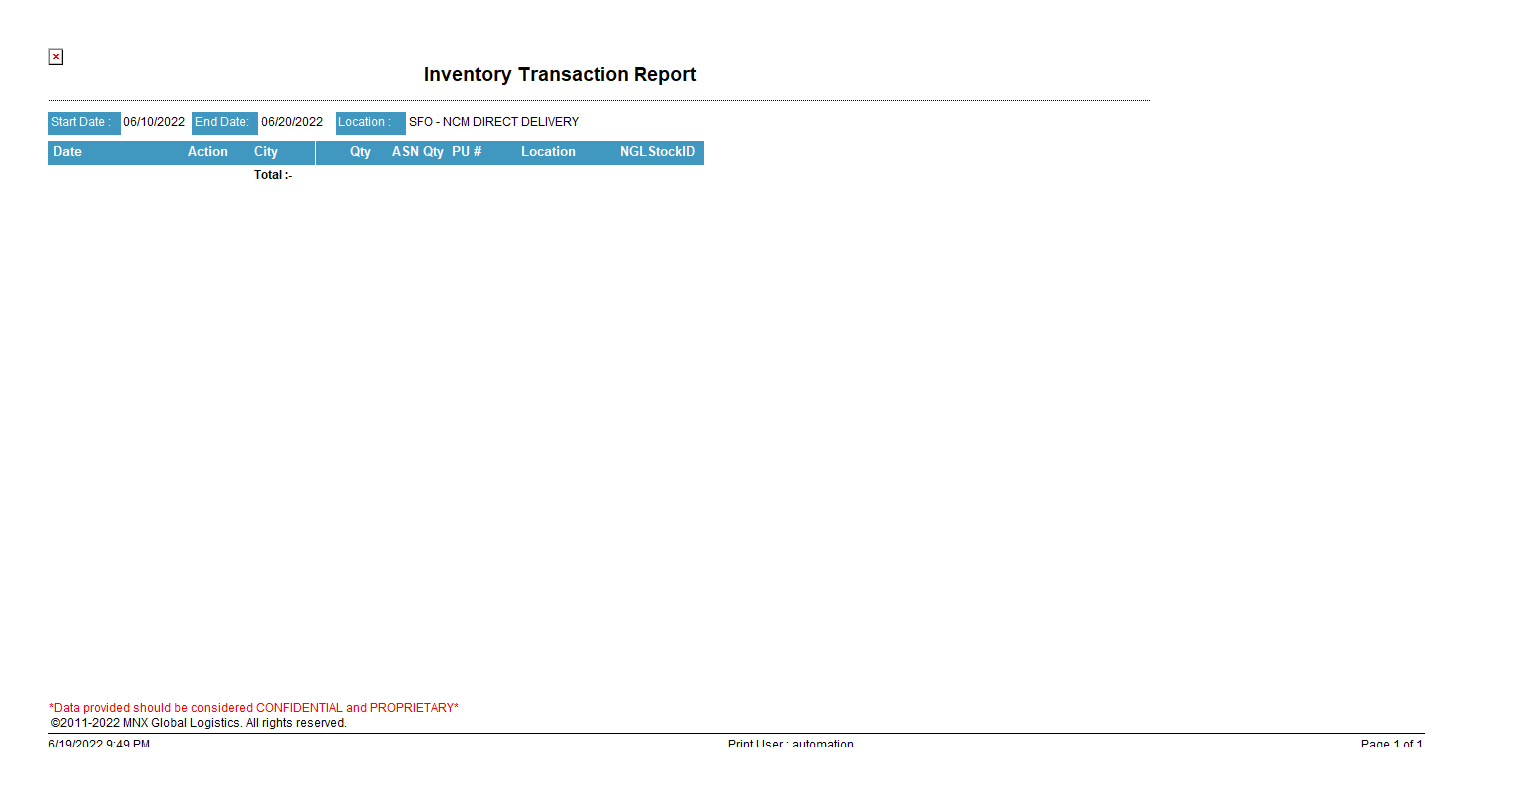 Inventory Transaction Report
Start Date : 06/10/2022 End Date: 06/20/2022 Location : SFO - NCM DIRECT DELIVERY
Date Action City Qty ASN Qty PU # Location NGLStockID
Total :-
*Data provided should be considered CONFIDENTIAL and PROPRIETARY*
©2011-2022 MNX Global Logistics. All rights reserved.
6/19/2022 9:49 PM Print User : automation Page 1 of 1